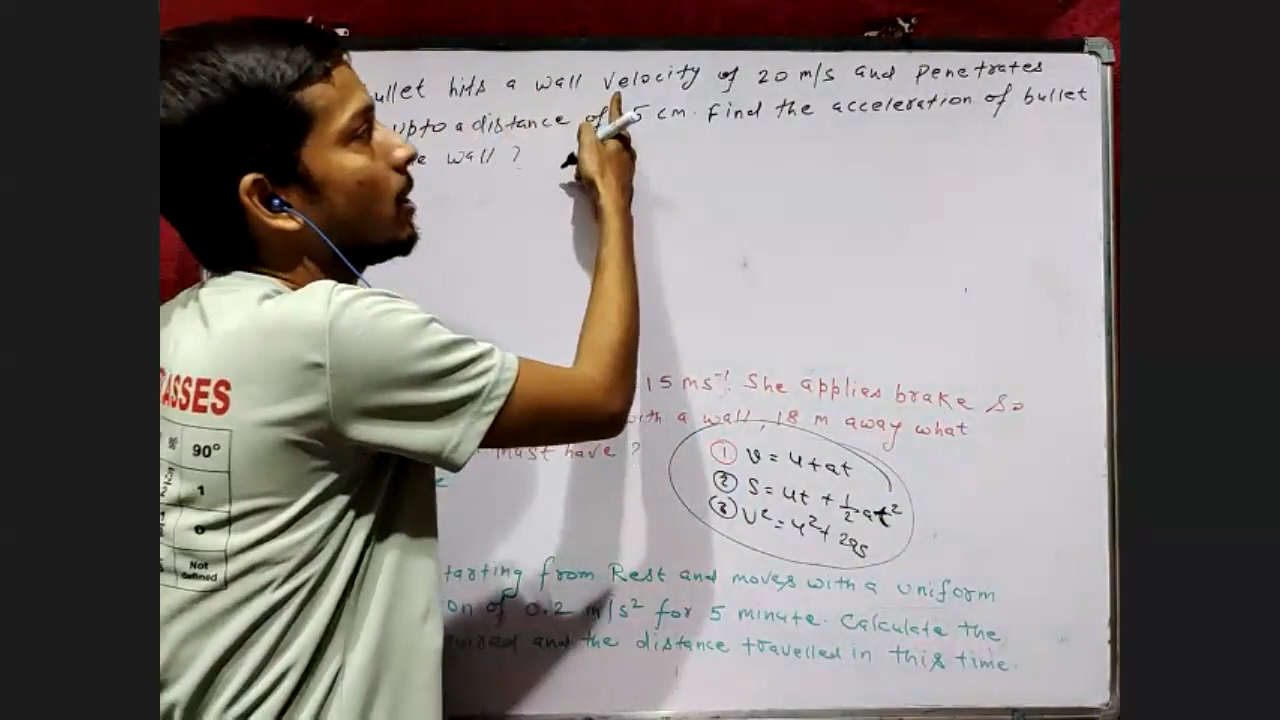 ullet hits a wall velocity of 20 m/s and Penetrates
upto a distance of 5 cm. Find the acceleration of bullet
wall ?
15 ms⁻¹. She applies brake so
with a wall, 18 m away what
must have ?
① v = u + at
② S = ut + 1/2 at²
③ v² = u² + 2as
tarting from Rest and moves with a uniform
on of 0.2 m/s² for 5 minute. Calculate the
and the distance travelled in this time.
ASSES
90°
1
0
Not
defined